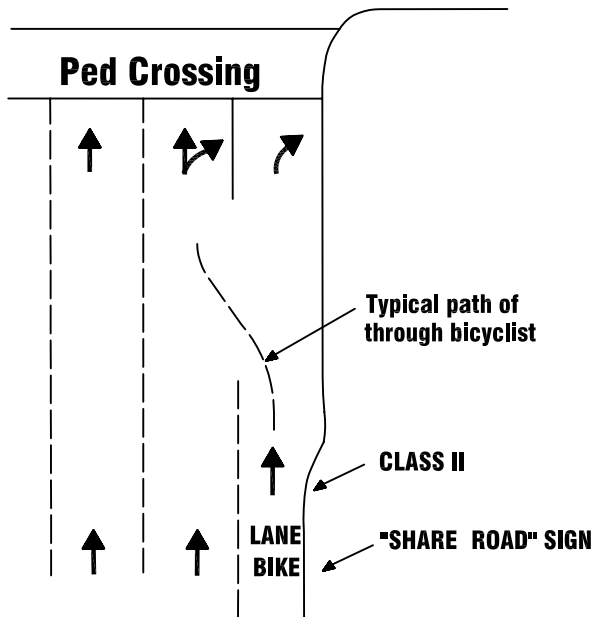 Ped Crossing
Typical path of
through bicyclist
CLASS II
"SHARE ROAD" SIGN
LANE
BIKE